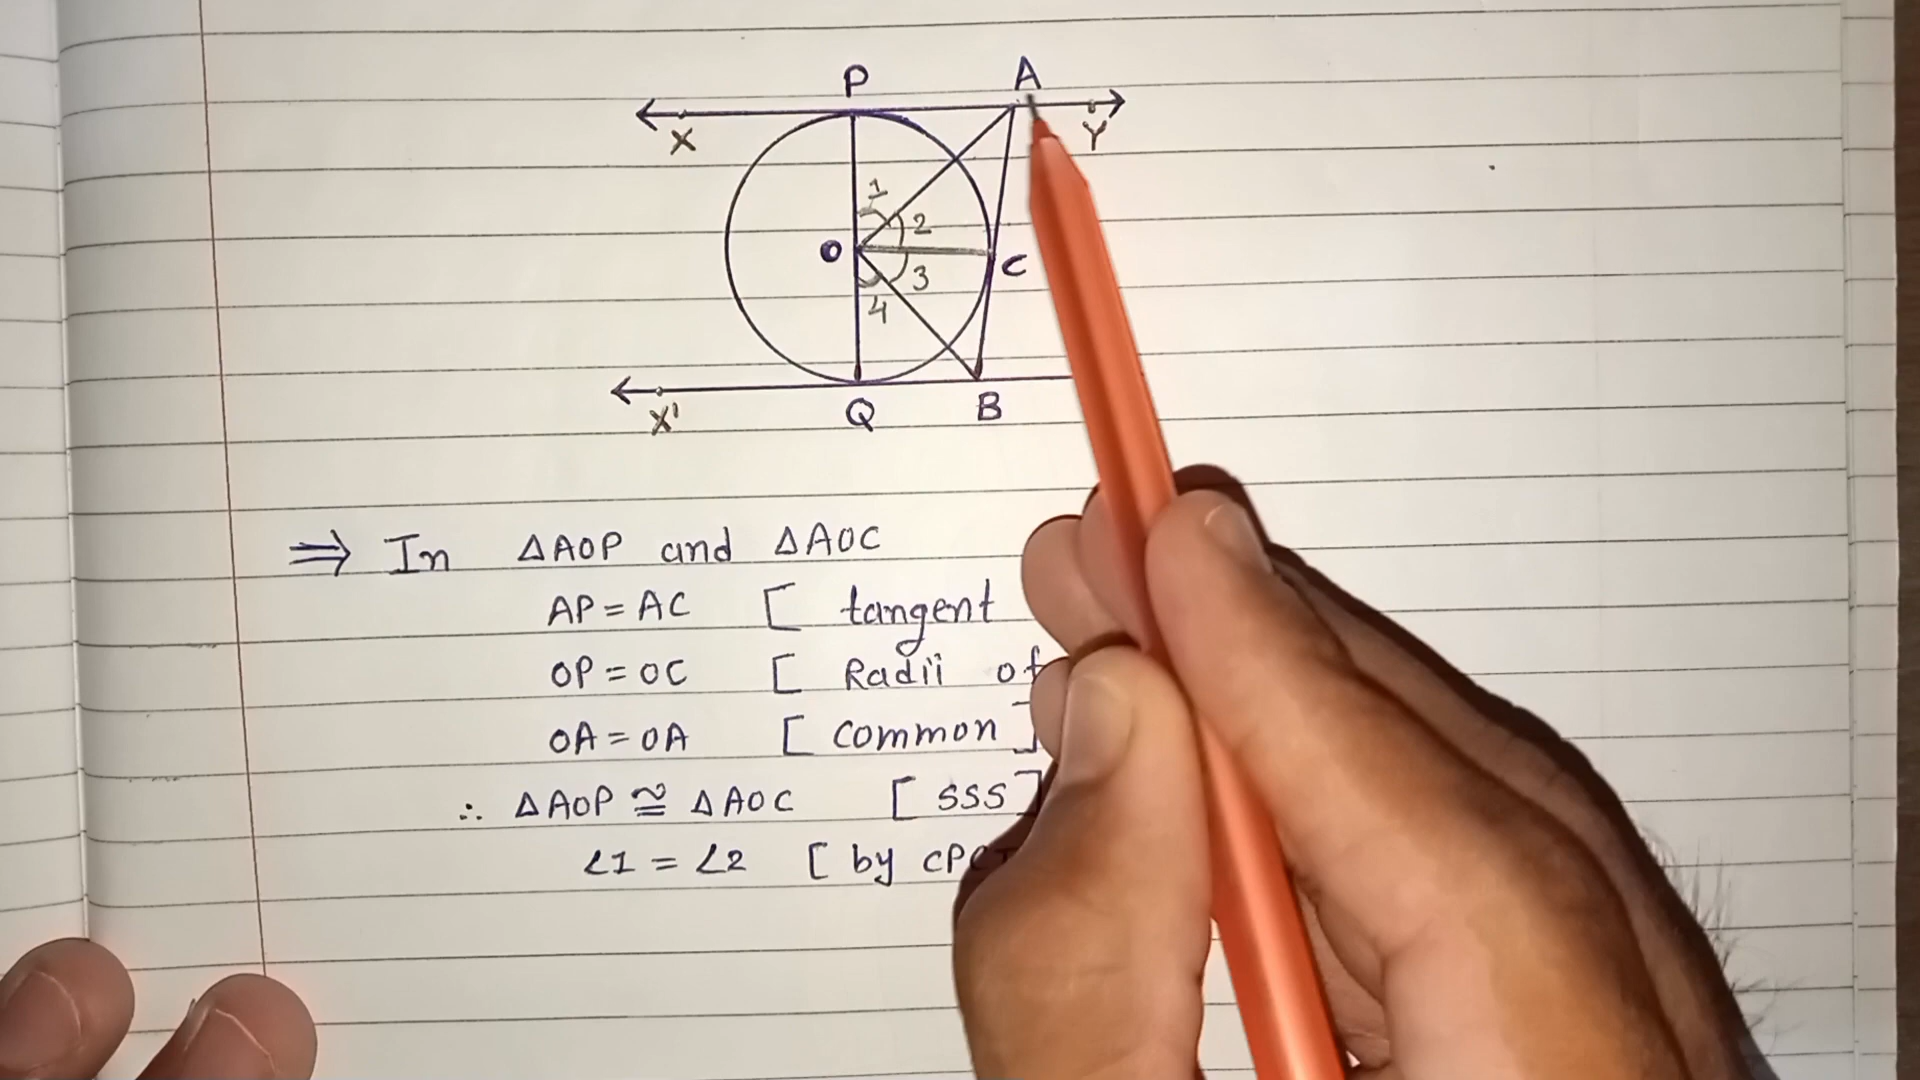 P A
X Y
1
2
O C
3
4
X' Q B
⇒ In ΔAOP and ΔAOC
AP = AC [ tangent
OP = OC [ Radii of
OA = OA [ common ]
∴ ΔAOP ≅ ΔAOC [ SSS ]
∠1 = ∠2 [ by